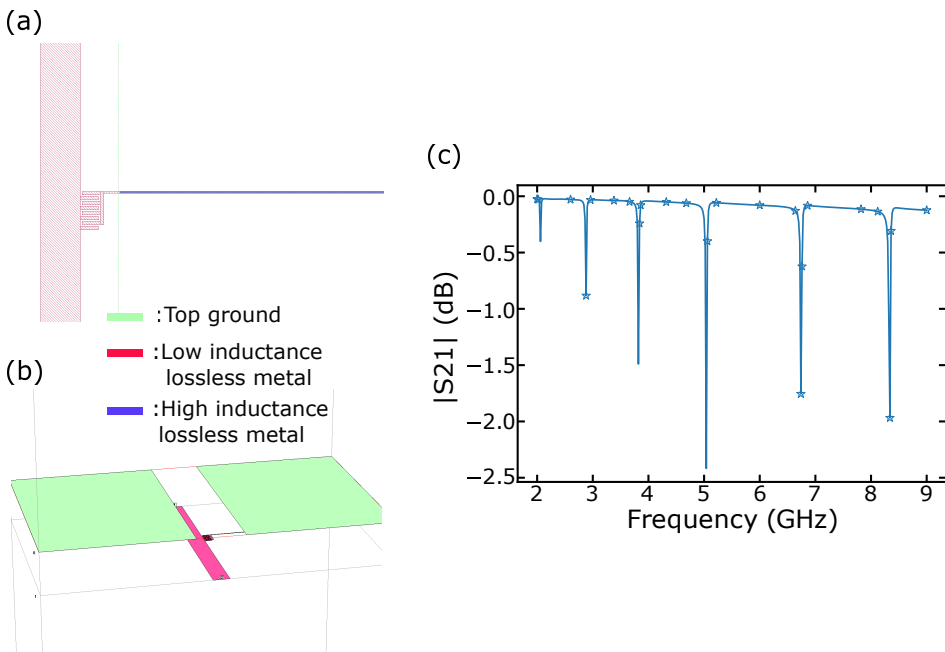 (a)
:Top ground
:Low inductance
lossless metal
:High inductance
lossless metal
(b)
(c)
|S21| (dB)
0.0
−0.5
−1.0
−1.5
−2.0
−2.5
2 3 4 5 6 7 8 9
Frequency (GHz)